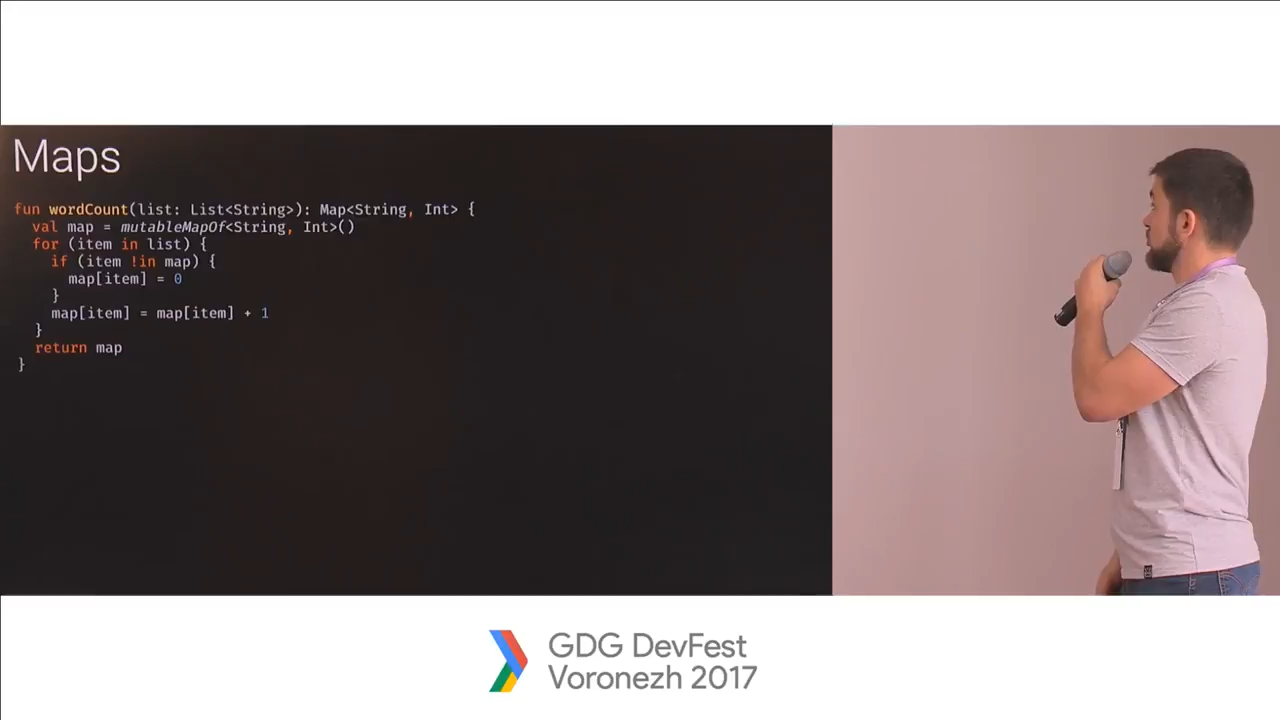 Maps
fun wordCount(list: List<String>): Map<String, Int> {
val map = mutableMapOf<String, Int>()
for (item in list) {
if (item !in map) {
map[item] = 0
}
map[item] = map[item] + 1
}
return map
}
GDG DevFest
Voronezh 2017